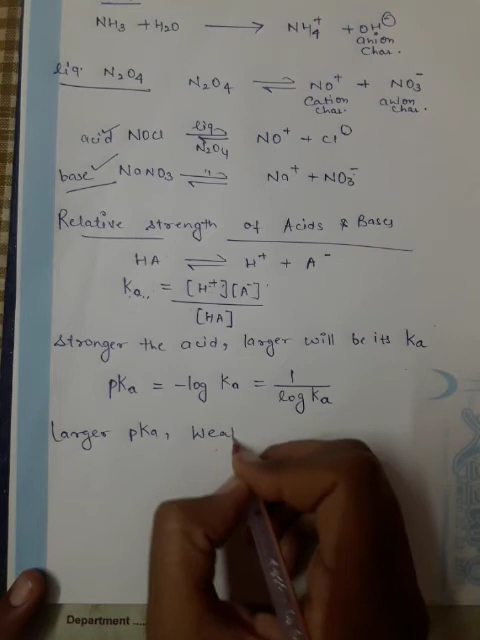 NH₃ + H₂O ⟶ NH₄⁺ + OH⁻
anion
Char.
liq. N₂O₄ N₂O₄ ⇌ NO⁺ + NO₃⁻
Cation anion
char. char.
acid ✓ NOCl ⇌ NO⁺ + Cl⁻
liq
N₂O₄
base ✓ NaNO₃ ⇌ Na⁺ + NO₃⁻
"
Relative strength of Acids & Bases
HA ⇌ H⁺ + A⁻
Ka = [H⁺][A⁻]
[HA]
Stronger the acid, larger will be its Ka
pKa = -log Ka = 1
log Ka
Larger pKa, Weak
Department ....